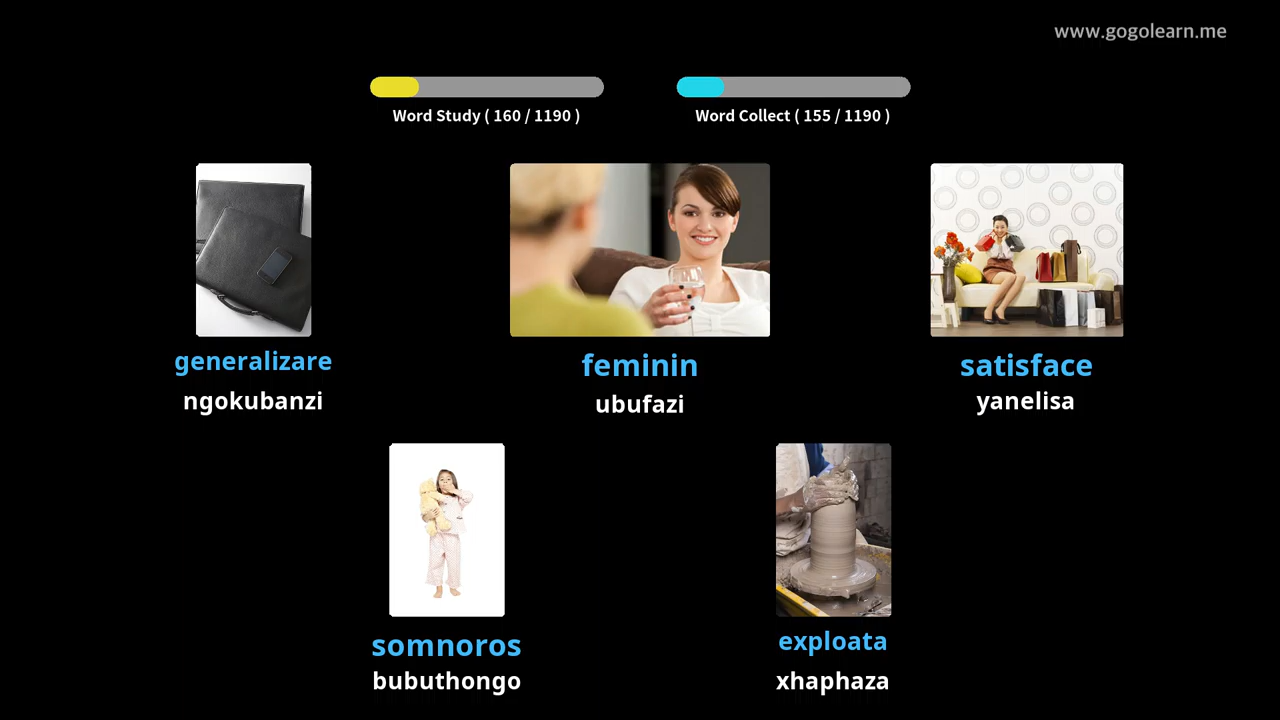 www.gogolearn.me
Word Study ( 160 / 1190 )
Word Collect ( 155 / 1190 )
generalizare
ngokubanzi
feminin
ubufazi
satisface
yanelisa
somnoros
bubuthongo
exploata
xhaphaza